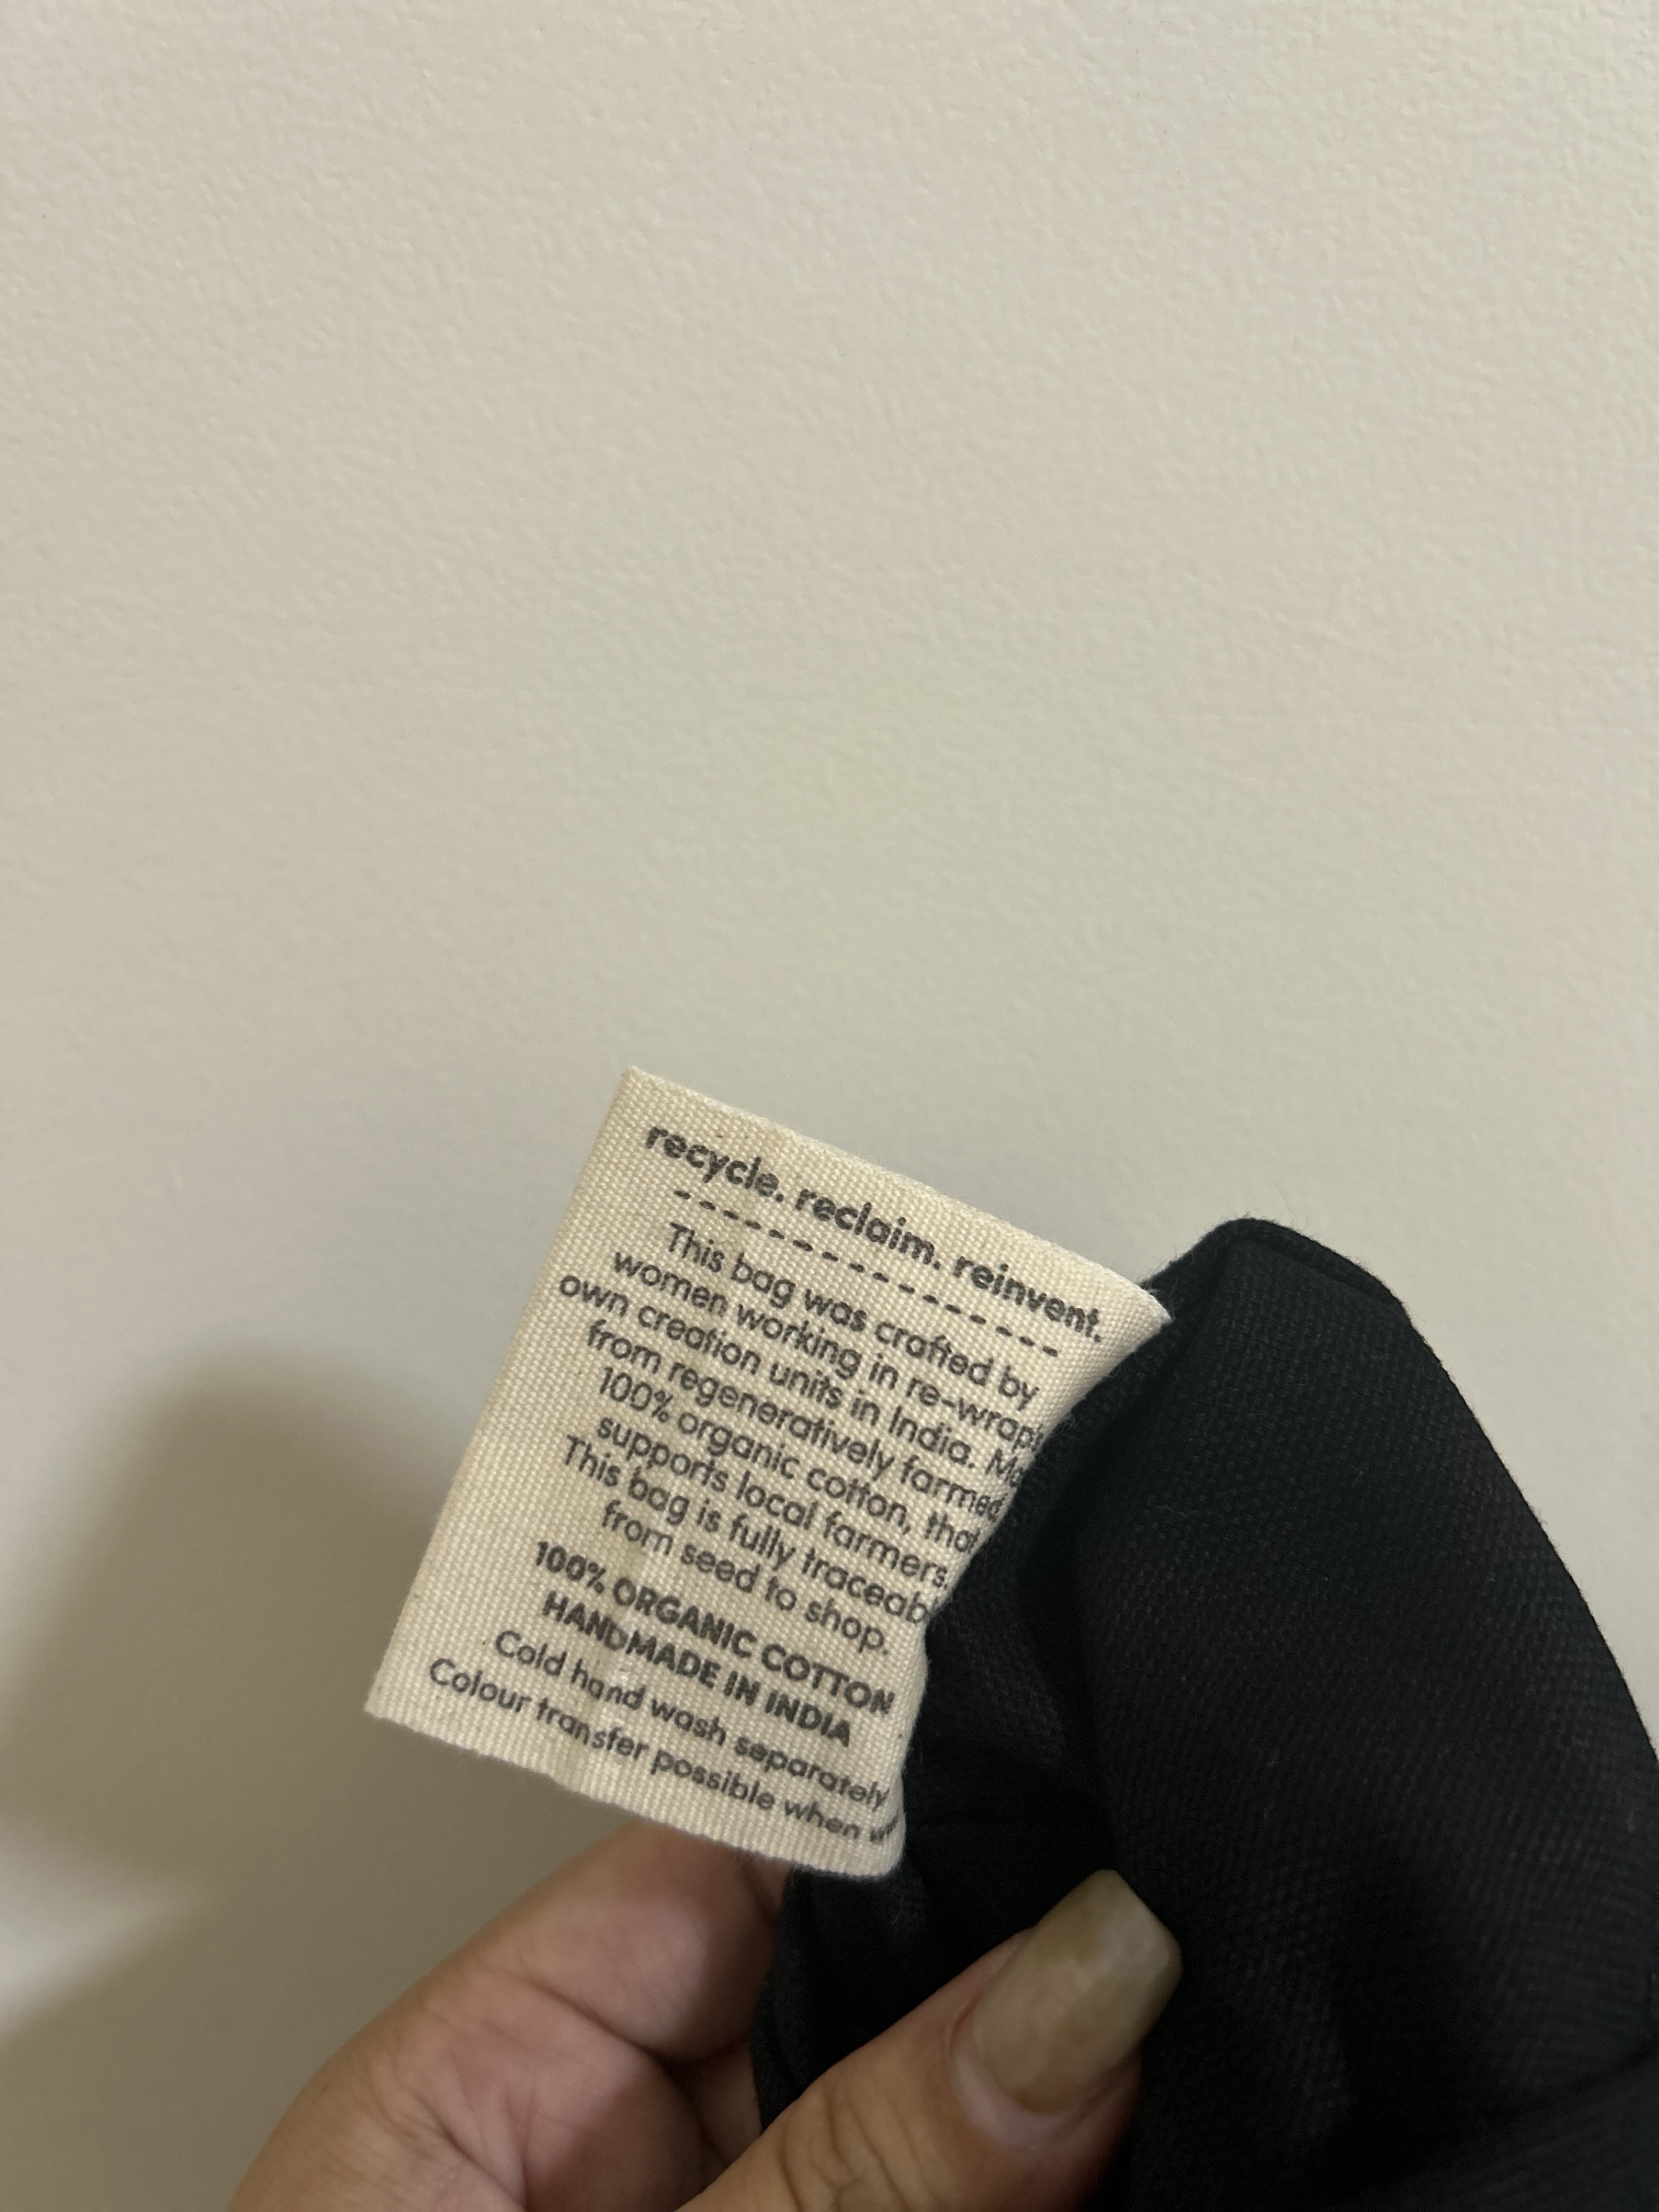 recycle. reclaim. reinvent.
This bag was crafted by
women working in re-wrap
own creation units in India.
from regeneratively farmed
100% organic cotton, that
supports local farmers.
This bag is fully
from seed to shop.
100% ORGANIC COTTON
HANDMADE IN INDIA
Cold hand wash separately
Colour transfer possible when